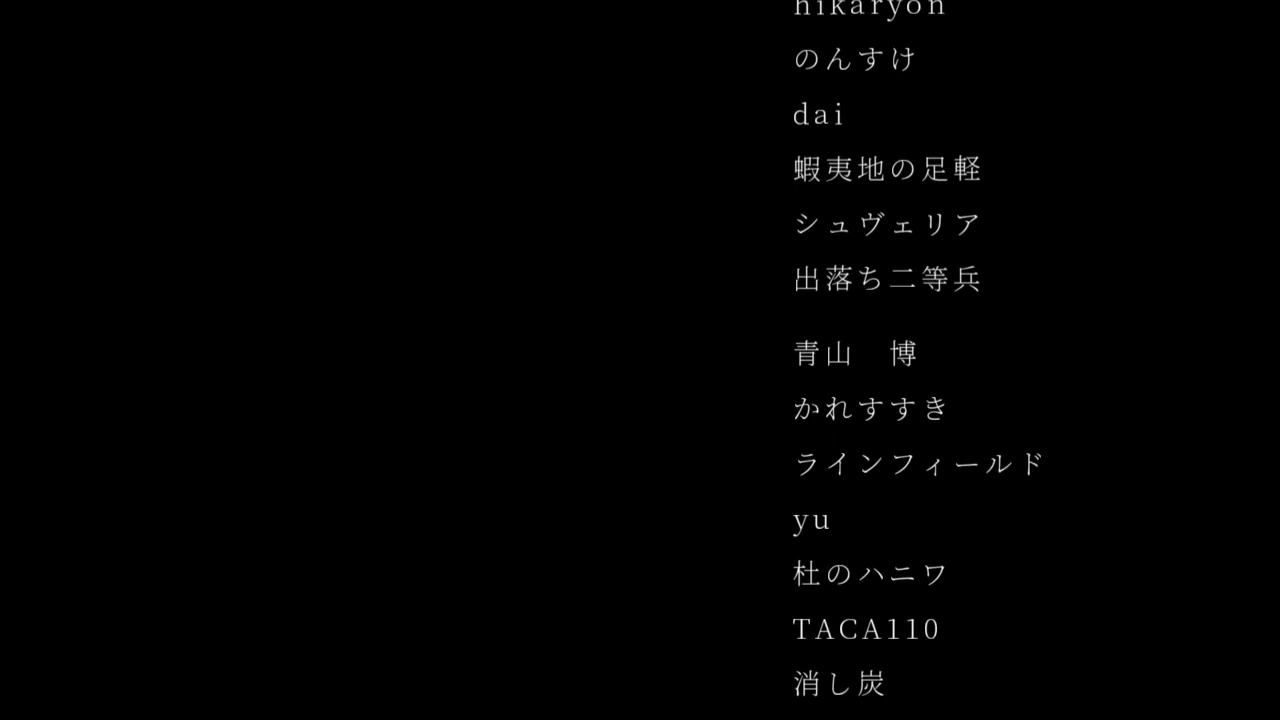 hikaryon
のんすけ
dai
蝦夷地の足軽
シュヴェリア
出落ち二等兵
青山　博
かれすすき
ラインフィールド
yu
杜のハニワ
TACA110
消し炭